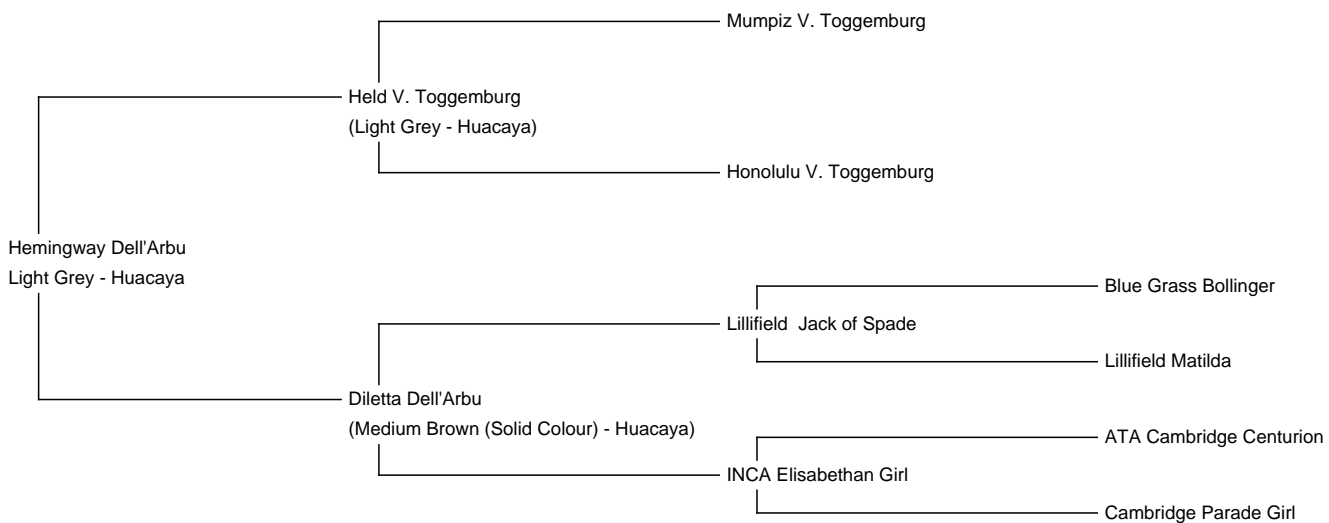 Mumpiz V. Toggemburg
Held V. Toggemburg
(Light Grey - Huacaya)
Honolulu V. Toggemburg
Hemingway Dell'Arbu
Light Grey - Huacaya
Blue Grass Bollinger
Lillifield  Jack of Spade
Lillifield Matilda
Diletta Dell'Arbu
(Medium Brown (Solid Colour) - Huacaya)
ATA Cambridge Centurion
INCA Elisabethan Girl
Cambridge Parade Girl